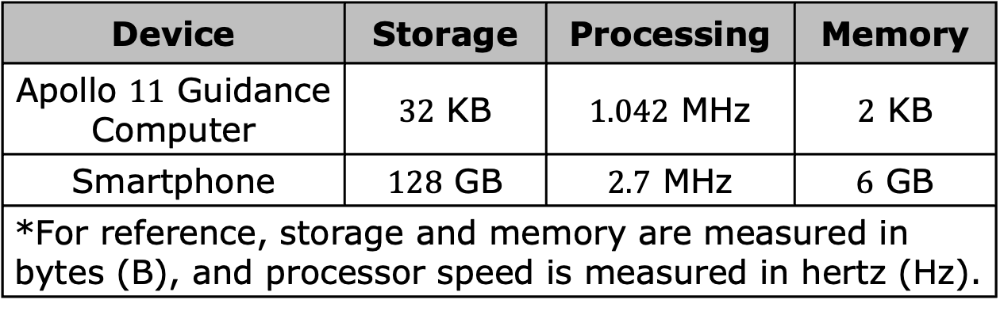 Device Storage Processing Memory
Apollo 11 Guidance
Computer 32 KB 1.042 MHz 2 KB
Smartphone 128 GB 2.7 MHz 6 GB
*For reference, storage and memory are measured in
bytes (B), and processor speed is measured in hertz (Hz).